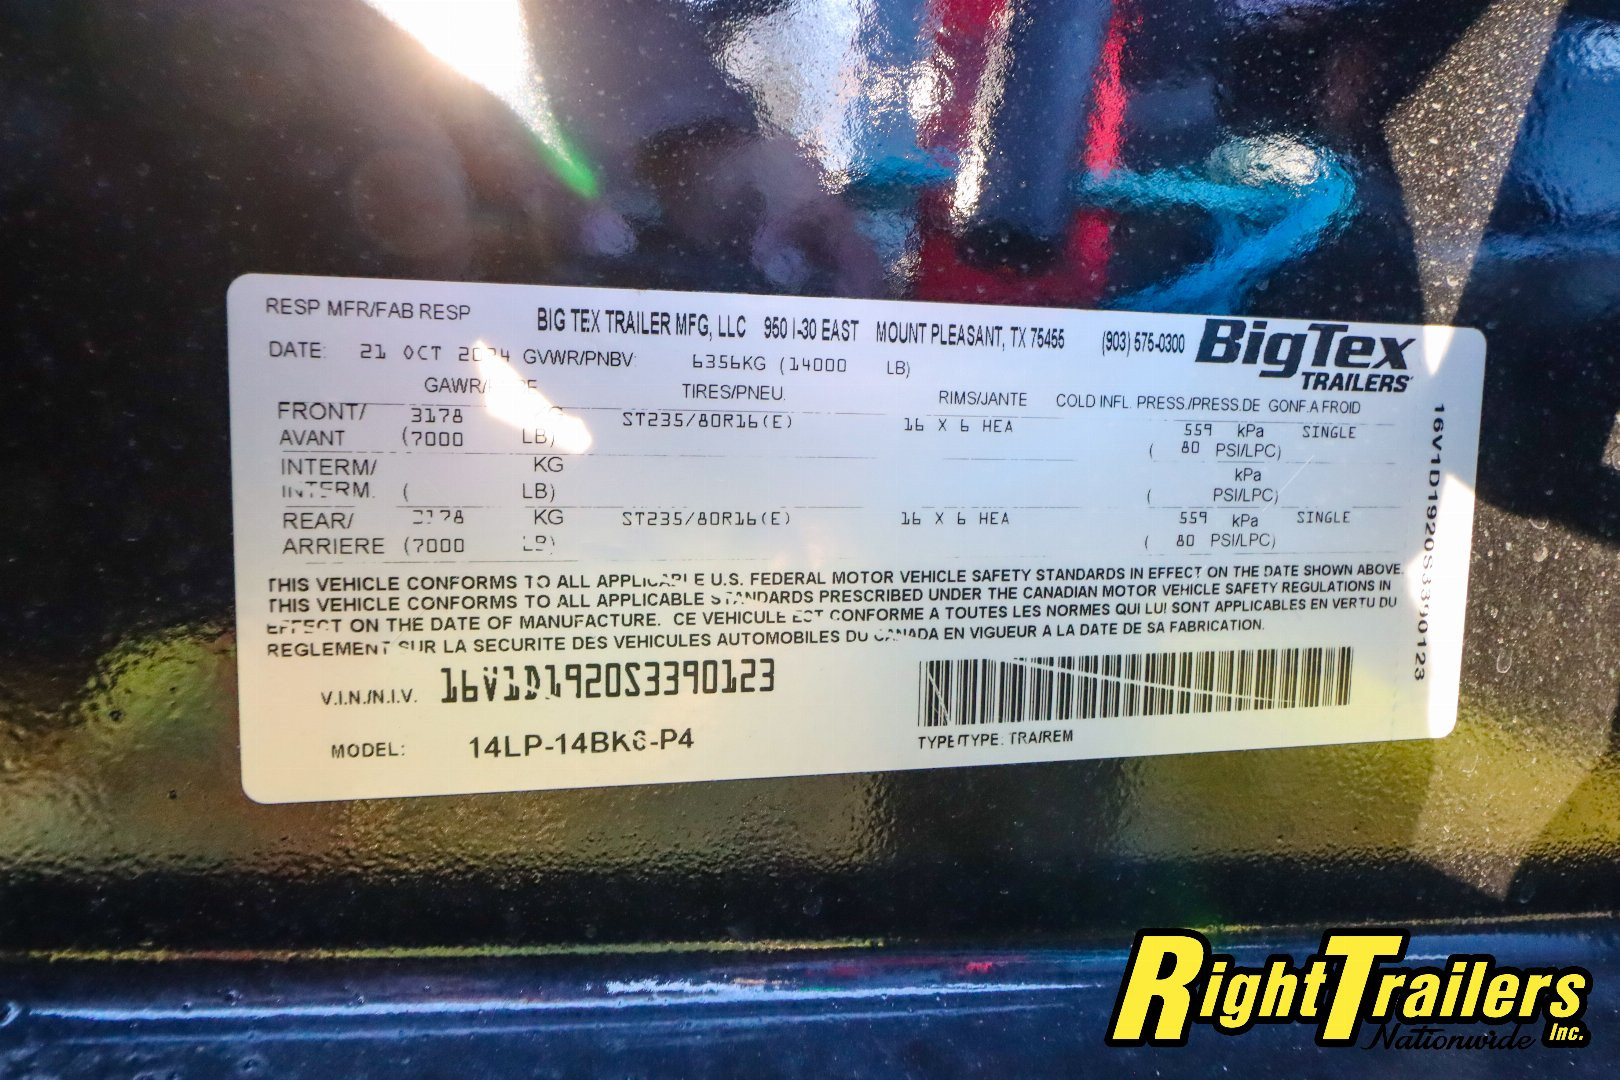 RESP MFR/FAB RESP BIG TEX TRAILER MFG, LLC 950 I-30 EAST MOUNT PLEASANT, TX 75455 (903) 575-0300 BigTex TRAILERS
DATE: 21 OCT 2024 GVWR/PNBV: 6356KG (14000 LB)
TIRES/PNEU. RIMS/JANTE COLD INFL. PRESS./PRESS.DE GONF.A FROID
FRONT/ 3178 KG ST235/80R16(E) 16 X 6 HEA 559 kPa SINGLE
AVANT (7000 LB) ( 80 PSI/LPC)
INTERM/ KG kPa
INTERM. ( LB) ( PSI/LPC)
REAR/ 3178 KG ST235/80R16(E) 16 X 6 HEA 559 kPa SINGLE
ARRIERE (7000 LB) ( 80 PSI/LPC)
THIS VEHICLE CONFORMS TO ALL APPLICABLE U.S. FEDERAL MOTOR VEHICLE SAFETY STANDARDS IN EFFECT ON THE DATE SHOWN ABOVE.
THIS VEHICLE CONFORMS TO ALL APPLICABLE STANDARDS PRESCRIBED UNDER THE CANADIAN MOTOR VEHICLE SAFETY REGULATIONS IN
EFFECT ON THE DATE OF MANUFACTURE. CE VEHICULE EST CONFORME A TOUTES LES NORMES QUI LUI SONT APPLICABLES EN VERTU DU
REGLEMENT SUR LA SECURITE DES VEHICULES AUTOMOBILES DU CANADA EN VIGUEUR A LA DATE DE SA FABRICATION.
V.I.N./N.I.V. 16V1D1920S3390123
MODEL: 14LP-14BK6-P4 TYPE/TYPE: TRA/REM
16V1D1920S3390123
RightTrailers
Nationwide Inc.